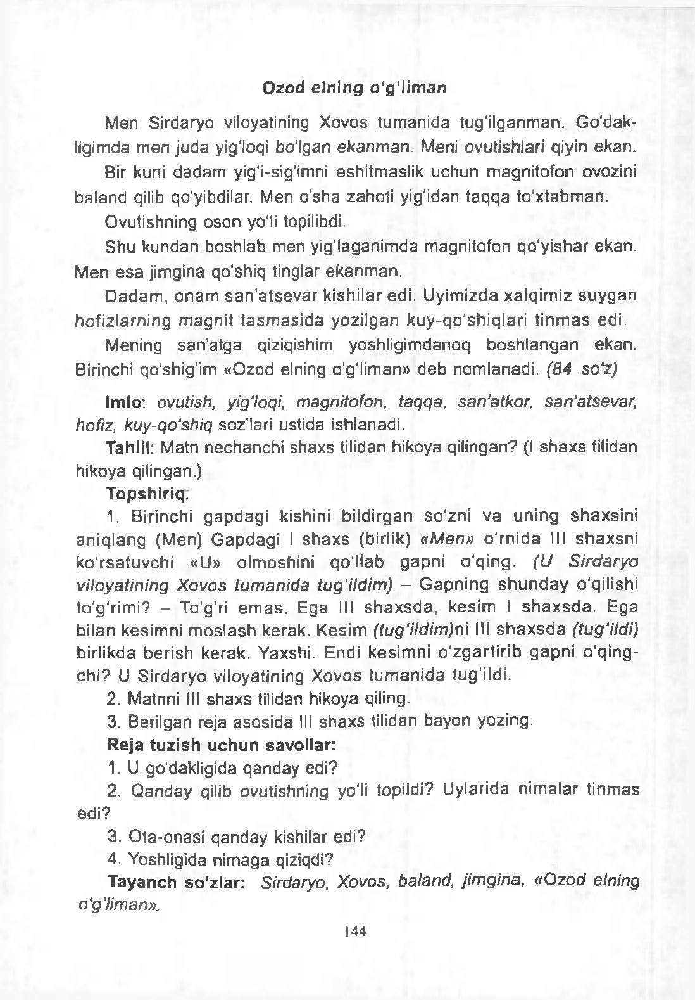 Ozod elning o‘g‘liman
Men Sirdaryo viloyatining Xovos tumanida tug‘ilganman. Go‘dak-
ligimda men juda yig‘loqi bo‘lgan ekanman. Meni ovutishlari qiyin ekan.
Bir kuni dadam yig‘i-sig‘imni eshitmaslik uchun magnitofon ovozini
baland qilib qo‘yibdilar. Men o‘sha zahoti yig‘idan taqqa to‘xtabman.
Ovutishning oson yo‘li topilibdi.
Shu kundan boshlab men yig‘laganimda magnitofon qo‘yishar ekan.
Men esa jimgina qo‘shiq tinglar ekanman.
Dadam, onam san’atsevar kishilar edi. Uyimizda xalqimiz suygan
hofizlarning magnit tasmasida yozilgan kuy-qo‘shiqlari tinmas edi.
Mening san’atga qiziqishim yoshligimdanoq boshlangan ekan.
Birinchi qo‘shig‘im «Ozod elning o‘g‘liman» deb nomlanadi. (84 so‘z)
Imlo: ovutish, yig‘loqi, magnitofon, taqqa, san’atkor, san’atsevar,
hofiz, kuy-qo‘shiq soz’lari ustida ishlanadi.
Tahlil: Matn nechanchi shaxs tilidan hikoya qilingan? (I shaxs tilidan
hikoya qilingan.)
Topshiriq:
1. Birinchi gapdagi kishini bildirgan so‘zni va uning shaxsini
aniqlang (Men) Gapdagi I shaxs (birlik) «Men» o‘rnida III shaxsni
ko‘rsatuvchi «U» olmoshini qo‘llab gapni o‘qing. (U Sirdaryo
viloyatining Xovos tumanida tug‘ildim) – Gapning shunday o‘qilishi
to‘g‘rimi? – To‘g‘ri emas. Ega III shaxsda, kesim I shaxsda. Ega
bilan kesimni moslash kerak. Kesim (tug‘ildim)ni III shaxsda (tug‘ildi)
birlikda berish kerak. Yaxshi. Endi kesimni o‘zgartirib gapni o‘qing-
chi? U Sirdaryo viloyatining Xovos tumanida tug‘ildi.
2. Matnni III shaxs tilidan hikoya qiling.
3. Berilgan reja asosida III shaxs tilidan bayon yozing.
Reja tuzish uchun savollar:
1. U go‘dakligida qanday edi?
2. Qanday qilib ovutishning yo‘li topildi? Uylarida nimalar tinmas
edi?
3. Ota-onasi qanday kishilar edi?
4. Yoshligida nimaga qiziqdi?
Tayanch so‘zlar: Sirdaryo, Xovos, baland, jimgina, «Ozod elning
o‘g‘liman».
144